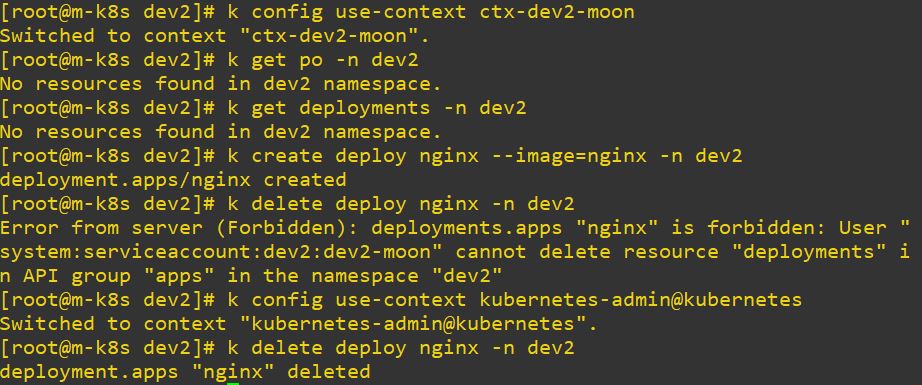 [root@m-k8s dev2]# k config use-context ctx-dev2-moon
Switched to context "ctx-dev2-moon".
[root@m-k8s dev2]# k get po -n dev2
No resources found in dev2 namespace.
[root@m-k8s dev2]# k get deployments -n dev2
No resources found in dev2 namespace.
[root@m-k8s dev2]# k create deploy nginx --image=nginx -n dev2
deployment.apps/nginx created
[root@m-k8s dev2]# k delete deploy nginx -n dev2
Error from server (Forbidden): deployments.apps "nginx" is forbidden: User "
system:serviceaccount:dev2:dev2-moon" cannot delete resource "deployments" i
n API group "apps" in the namespace "dev2"
[root@m-k8s dev2]# k config use-context kubernetes-admin@kubernetes
Switched to context "kubernetes-admin@kubernetes".
[root@m-k8s dev2]# k delete deploy nginx -n dev2
deployment.apps "nginx" deleted